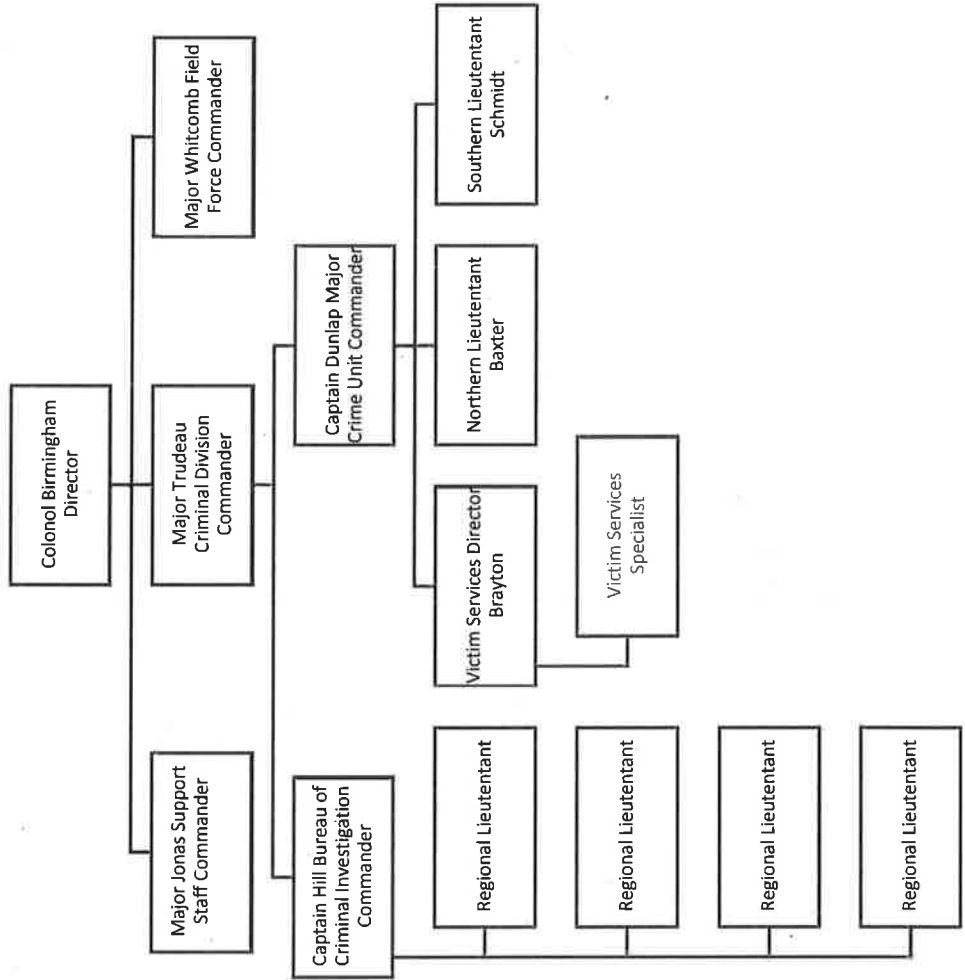 Colonol Birmingham
Director
Major Jonas Support
Staff Commander
Major Trudeau
Criminal Division
Commander
Major Whitcomb Field
Force Commander
Captain Hill Bureau of
Criminal Investigation
Commander
Captain Dunlap Major
Crime Unit Commander
Regional Lieutentant
Regional Lieutentant
Regional Lieutentant
Regional Lieutentant
Victim Services Director
Brayton
Northern Lieutentant
Baxter
Southern Lieutentant
Schmidt
Victim Services
Specialist